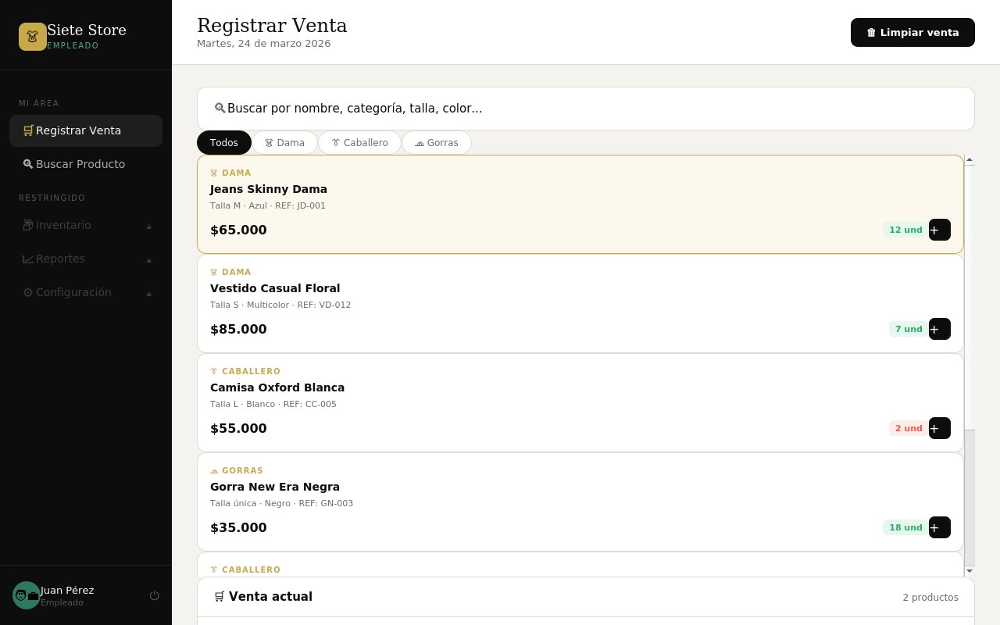 Siete Store
EMPLEADO
MI ÁREA
Registrar Venta
Buscar Producto
RESTRINGIDO
Inventario
Reportes
Configuración
Juan Pérez
Empleado
Registrar Venta
Martes, 24 de marzo 2026
Limpiar venta
Buscar por nombre, categoría, talla, color...
Todos
Dama
Caballero
Gorras
DAMA
Jeans Skinny Dama
Talla M · Azul · REF: JD-001
$65.000
12 und
+
DAMA
Vestido Casual Floral
Talla S · Multicolor · REF: VD-012
$85.000
7 und
+
CABALLERO
Camisa Oxford Blanca
Talla L · Blanco · REF: CC-005
$55.000
2 und
+
GORRAS
Gorra New Era Negra
Talla única · Negro · REF: GN-003
$35.000
18 und
+
CABALLERO
Venta actual
2 productos